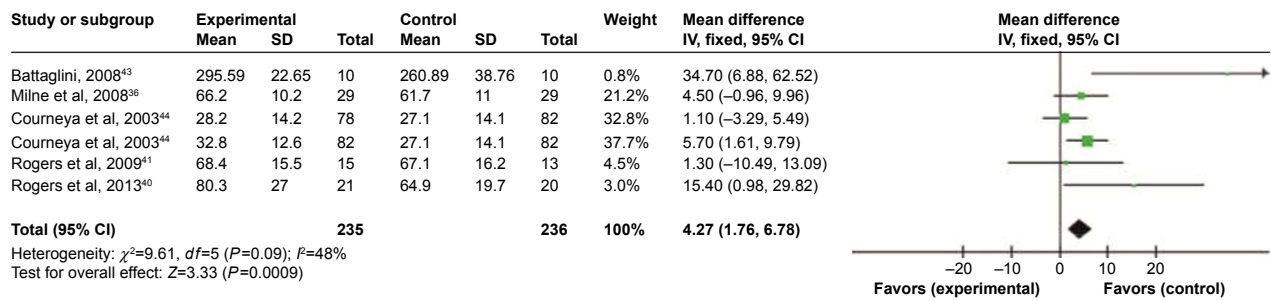 Study or subgroup Experimental Control Weight Mean difference Mean difference
Mean SD Total Mean SD Total IV, fixed, 95% CI IV, fixed, 95% CI
Battaglini, 2008⁴³ 295.59 22.65 10 260.89 38.76 10 0.8% 34.70 (6.88, 62.52)
Milne et al, 2008³⁶ 66.2 10.2 29 61.7 11 29 21.2% 4.50 (–0.96, 9.96)
Courneya et al, 2003⁴⁴ 28.2 14.2 78 27.1 14.1 82 32.8% 1.10 (–3.29, 5.49)
Courneya et al, 2003⁴⁴ 32.8 12.6 82 27.1 14.1 82 37.7% 5.70 (1.61, 9.79)
Rogers et al, 2009⁴¹ 68.4 15.5 15 67.1 16.2 13 4.5% 1.30 (–10.49, 13.09)
Rogers et al, 2013⁴⁰ 80.3 27 21 64.9 19.7 20 3.0% 15.40 (0.98, 29.82)
Total (95% CI) 235 236 100% 4.27 (1.76, 6.78)
Heterogeneity: χ²=9.61, df=5 (P=0.09); I²=48%
Test for overall effect: Z=3.33 (P=0.0009)
–20 –10 0 10 20
Favors (experimental) Favors (control)